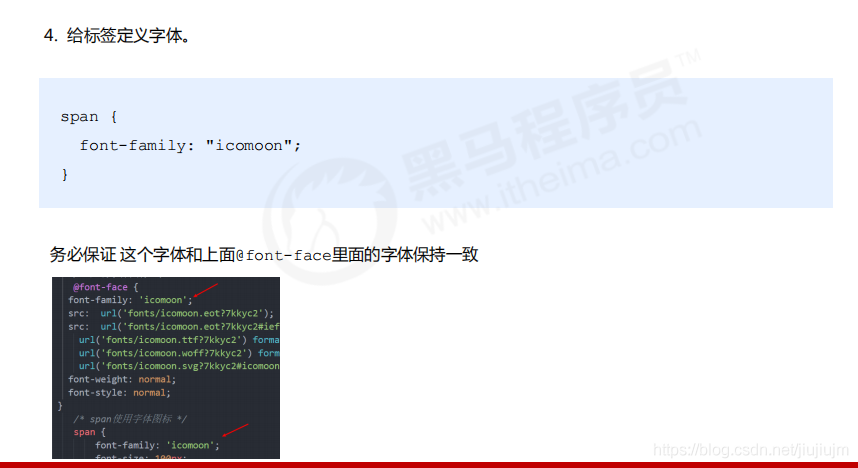 4. 给标签定义字体。
span {
font-family: "icomoon";
}
黑马程序员™
www.itheima.com
务必保证 这个字体和上面@font-face里面的字体保持一致
@font-face {
font-family: 'icomoon';
src: url('fonts/icomoon.eot?7kkyc2');
src: url('fonts/icomoon.eot?7kkyc2#ief
url('fonts/icomoon.ttf?7kkyc2') forma
url('fonts/icomoon.woff?7kkyc2') form
url('fonts/icomoon.svg?7kkyc2#icomoon
font-weight: normal;
font-style: normal;
}
/* span使用字体图标 */
span {
font-family: 'icomoon';
font-size: 100px;
https://blog.csdn.net/jiujiujm